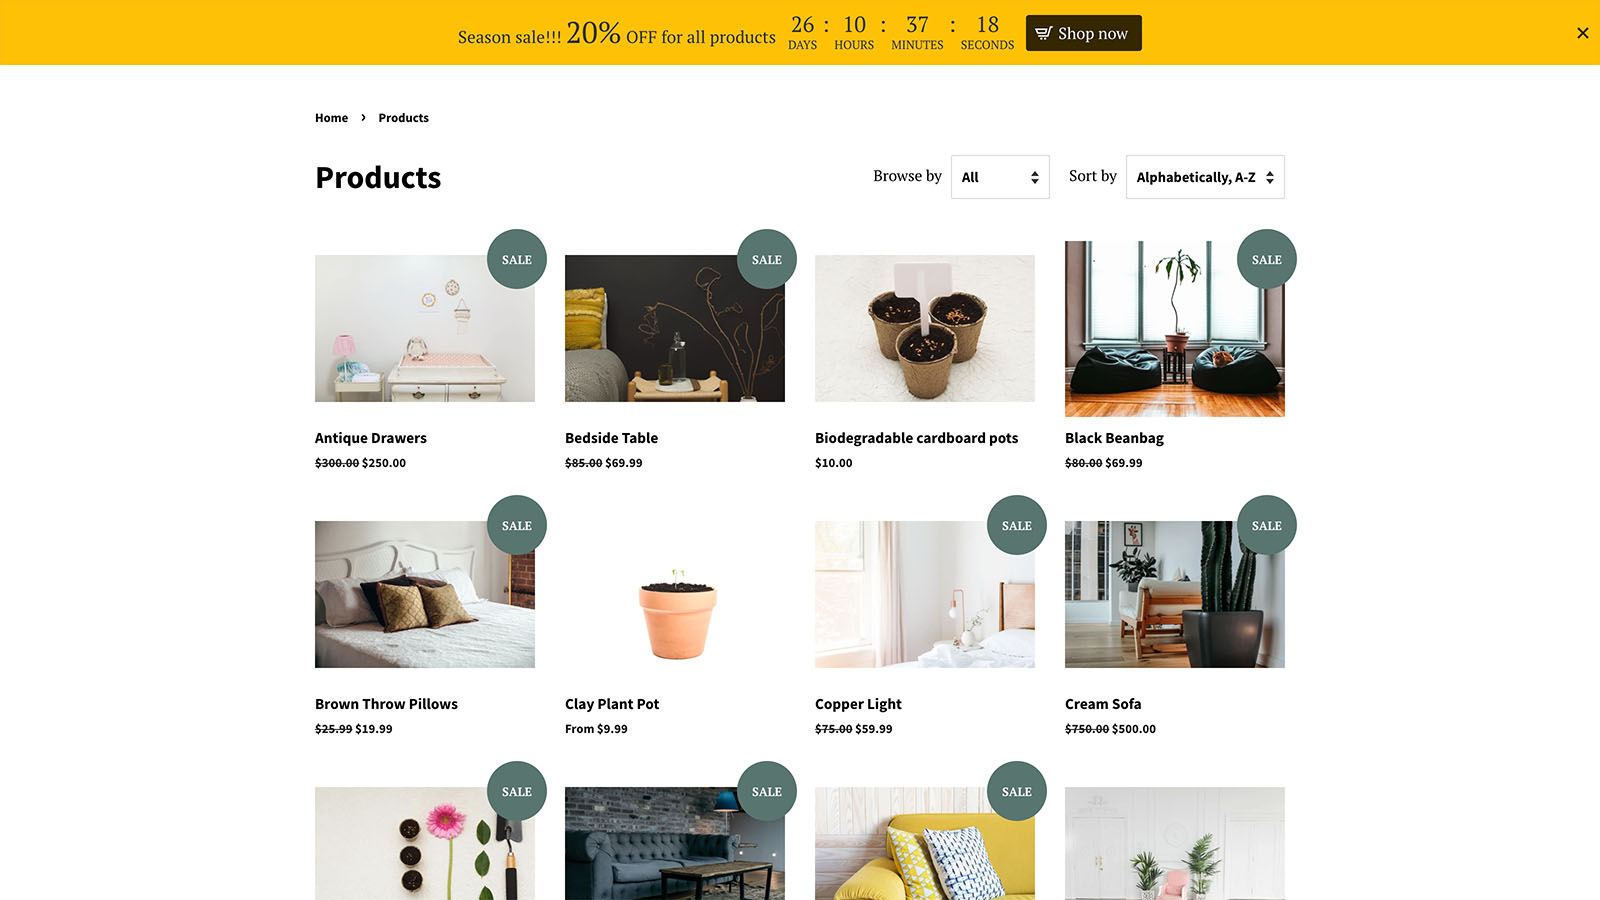 Season sale!!! 20% OFF for all products 26 : 10 : 37 : 18 Shop now
DAYS HOURS MINUTES SECONDS
Home › Products
Products Browse by All Sort by Alphabetically, A-Z
SALE SALE SALE
Antique Drawers Bedside Table Biodegradable cardboard pots Black Beanbag
$300.00 $250.00 $85.00 $69.99 $10.00 $80.00 $69.99
SALE SALE SALE
Brown Throw Pillows Clay Plant Pot Copper Light Cream Sofa
$25.99 $19.99 From $9.99 $75.00 $59.99 $750.00 $500.00
SALE SALE SALE